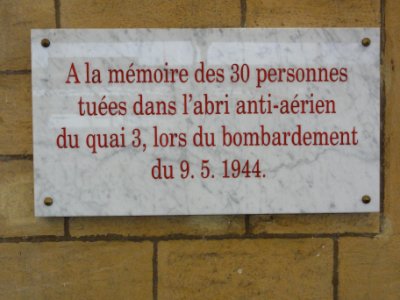 A la mémoire des 30 personnes
tuées dans l'abri anti-aérien
du quai 3, lors du bombardement
du 9. 5. 1944.